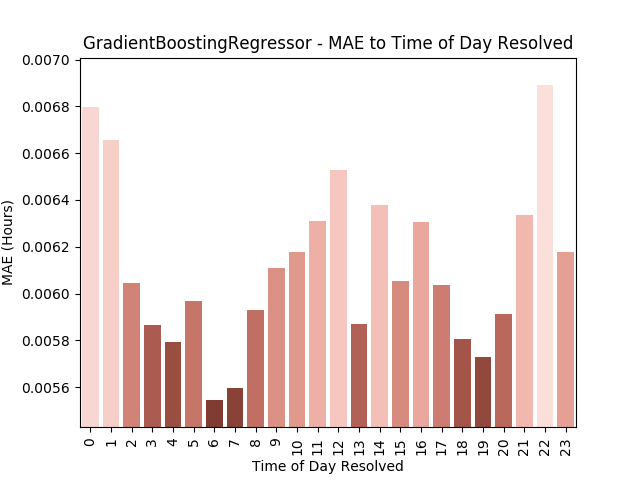 GradientBoostingRegressor - MAE to Time of Day Resolved
MAE (Hours)
0.0070
0.0068
0.0066
0.0064
0.0062
0.0060
0.0058
0.0056
0 1 2 3 4 5 6 7 8 9 10 11 12 13 14 15 16 17 18 19 20 21 22 23
Time of Day Resolved